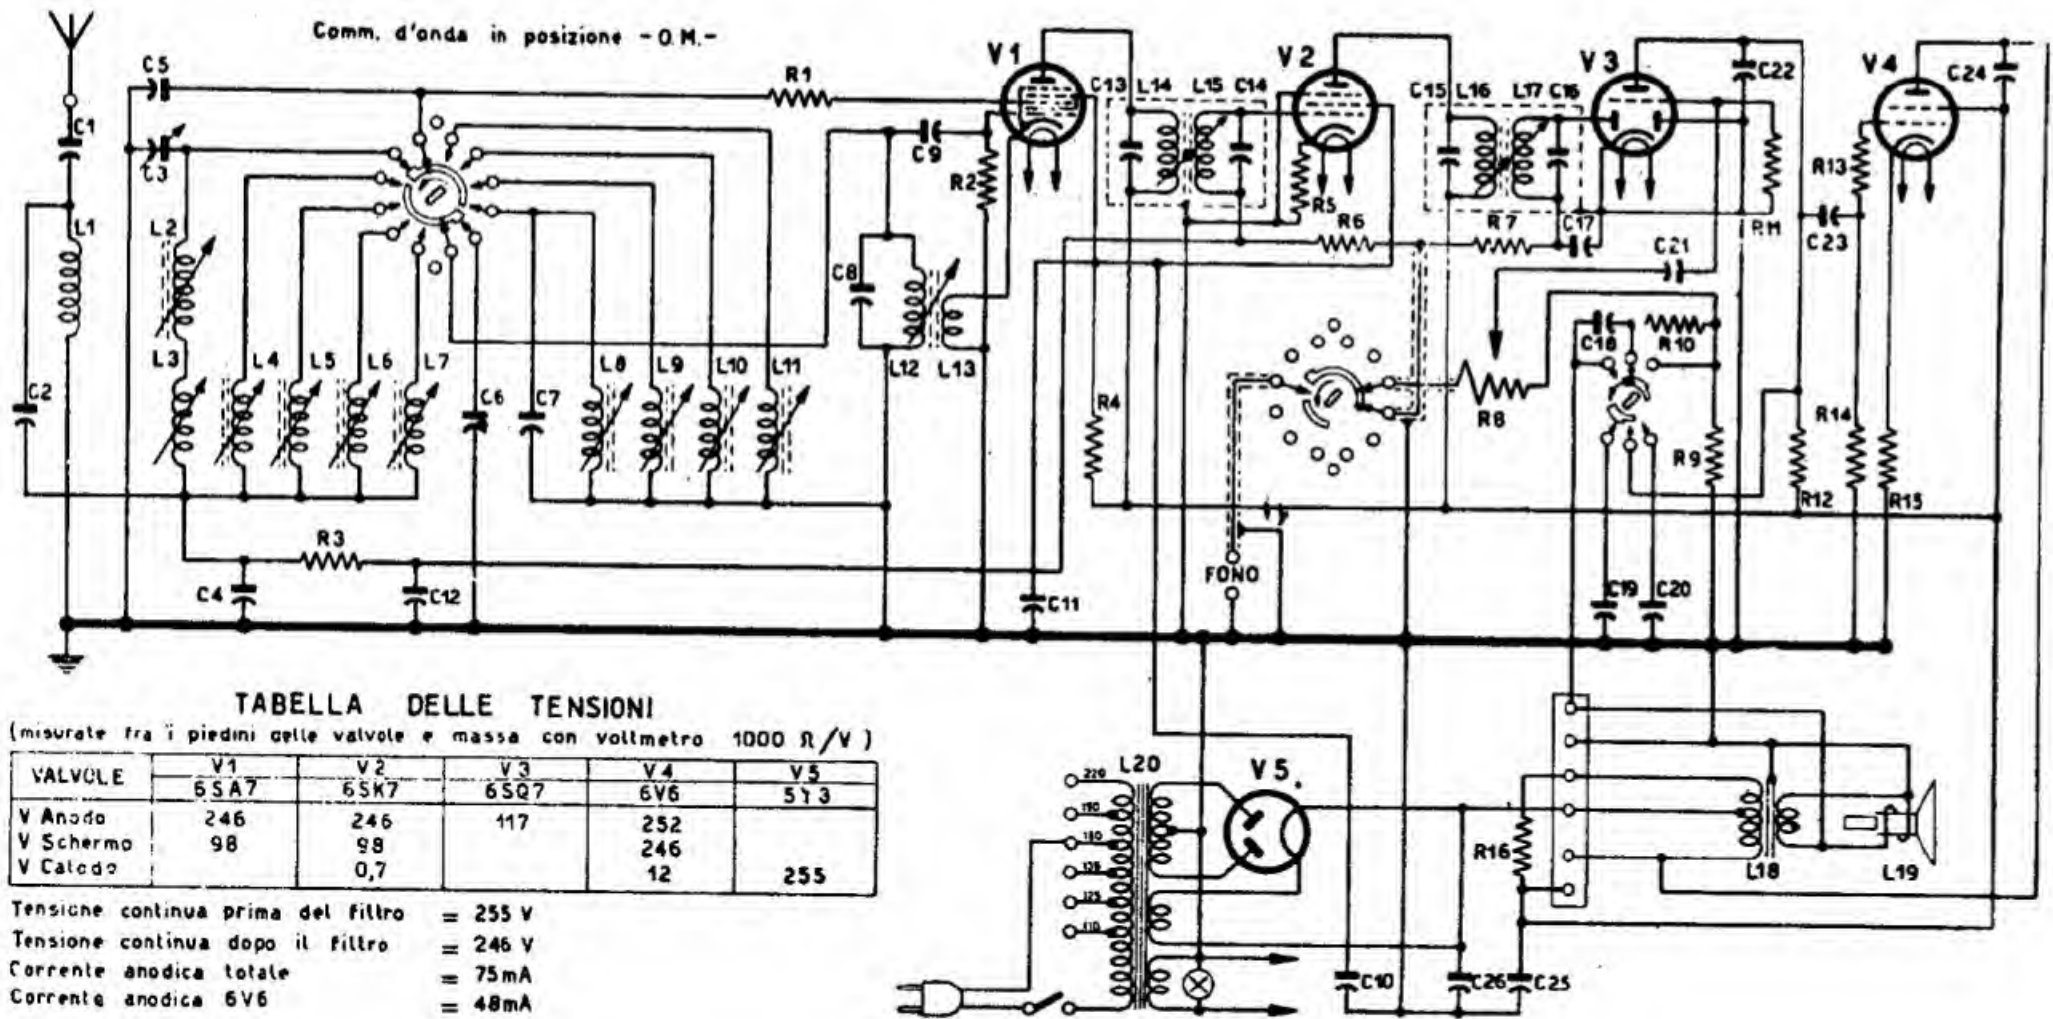 Comm. d'onda in posizione - O.M.-
V1
V2
V3
V4
C5
R1
C13
L14
L15
C14
C15
L16
L17
C16
C22
C24
C1
C3
C9
R2
R5
R6
R7
C17
R11
R13
C23
C21
L1
L2
C8
C18
R10
L3
L4
L5
L6
L7
C6
C7
L8
L9
L10
L11
L12
L13
C2
R4
R8
R9
R14
R12
R15
R3
FONO
C4
C12
C11
C19
C20
TABELLA DELLE TENSIONI
(misurate fra i piedini delle valvole e massa con voltmetro 1000 Ω/V)
VALVOLE V1 V2 V3 V4 V5
6SA7 6SK7 6SQ7 6V6 5Y3
V Anodo 246 246 117 252
V Schermo 98 98 246
V Catodo 0,7 12 255
Tensione continua prima del filtro = 255 V
Tensione continua dopo il filtro = 246 V
Corrente anodica totale = 75mA
Corrente anodica 6V6 = 48mA
L20
V5
220
190
160
135
125
110
R16
L18
L19
C10
C26
C25